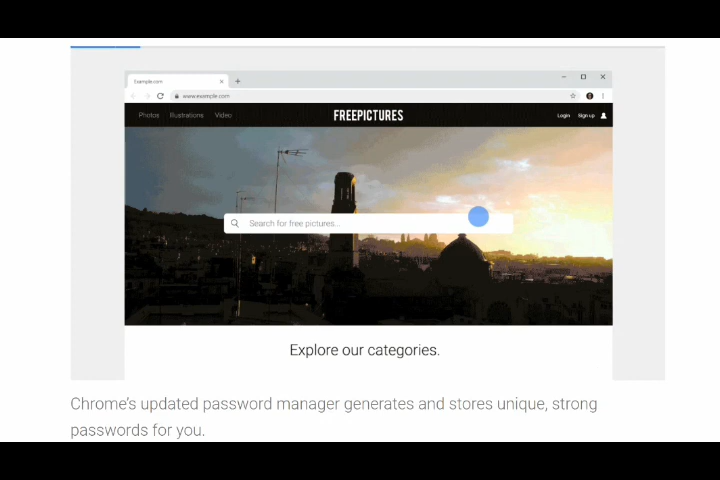 Example.com
www.example.com
Photos Illustrations Video FREEPICTURES Login Sign up
Search for free pictures...
Explore our categories.
Chrome's updated password manager generates and stores unique, strong
passwords for you.